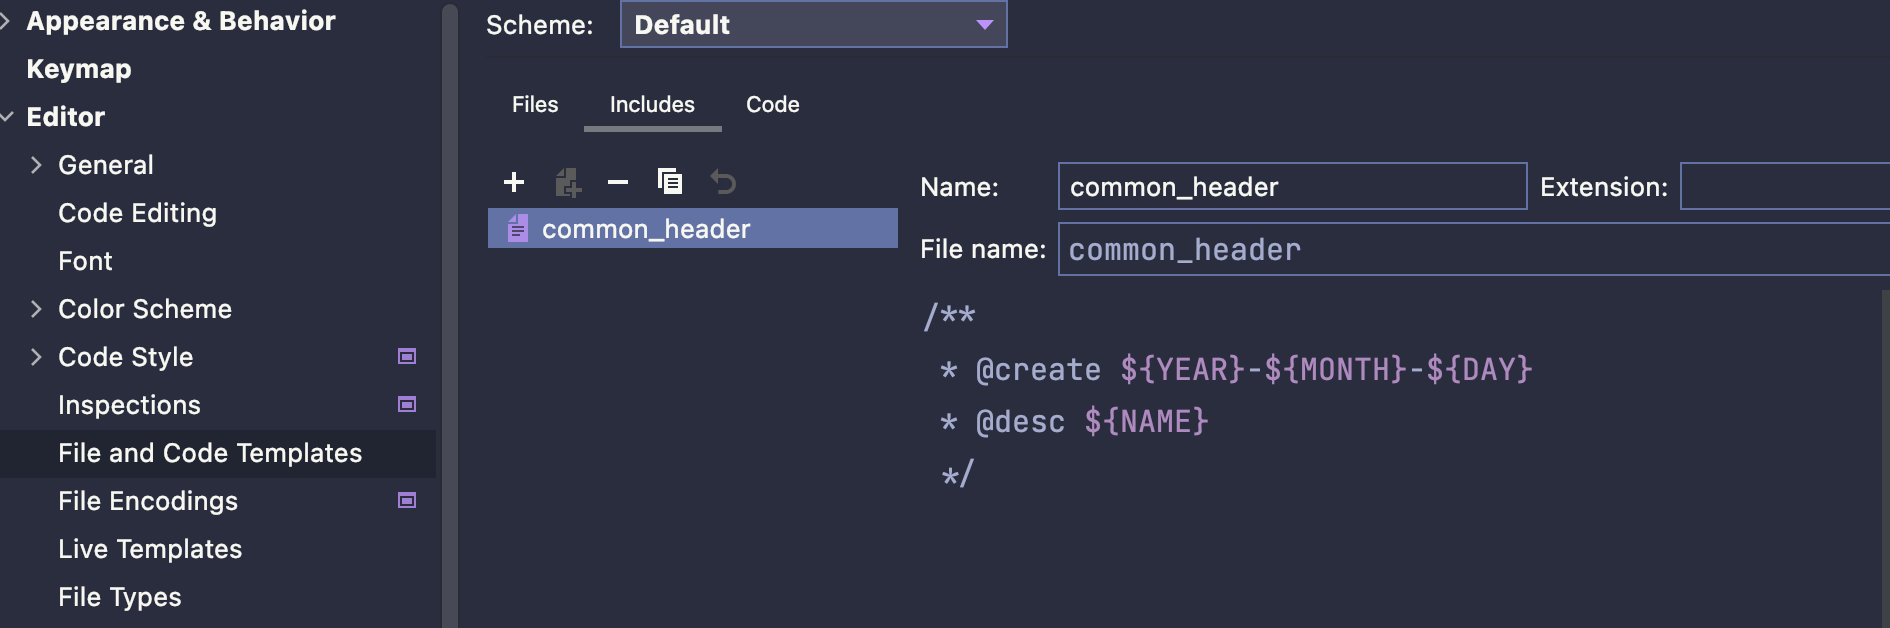 Appearance & Behavior
Keymap
Editor
General
Code Editing
Font
Color Scheme
Code Style
Inspections
File and Code Templates
File Encodings
Live Templates
File Types
Scheme: Default
Files Includes Code
common_header
Name: common_header Extension:
File name: common_header
/**
* @create ${YEAR}-${MONTH}-${DAY}
* @desc ${NAME}
*/